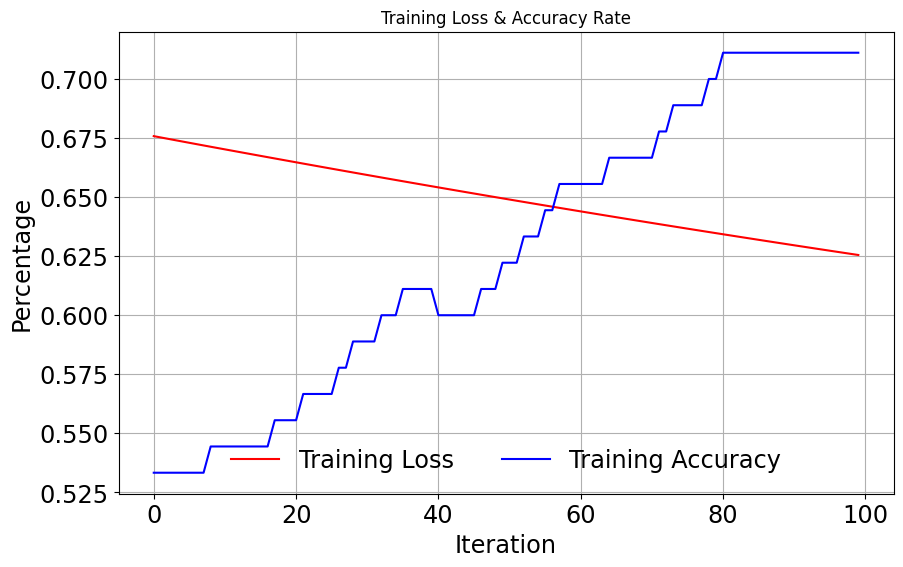 Training Loss & Accuracy Rate
0.700
0.675
0.650
0.625
0.600
0.575
0.550
0.525
Percentage
Training Loss
Training Accuracy
0 20 40 60 80 100
Iteration